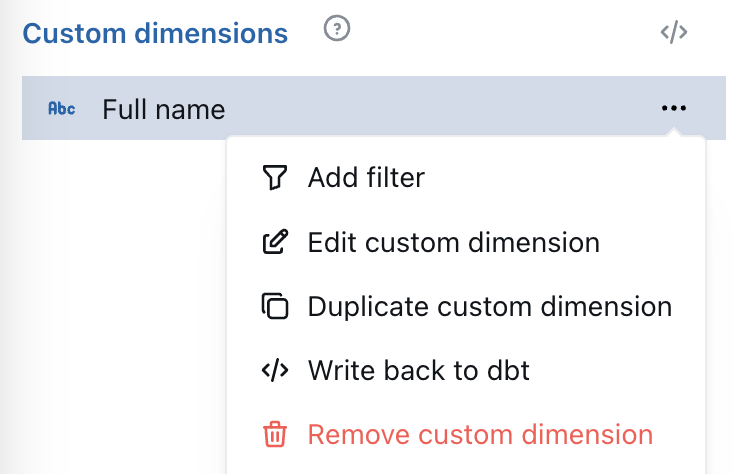 Custom dimensions
Abc Full name
Add filter
Edit custom dimension
Duplicate custom dimension
Write back to dbt
Remove custom dimension